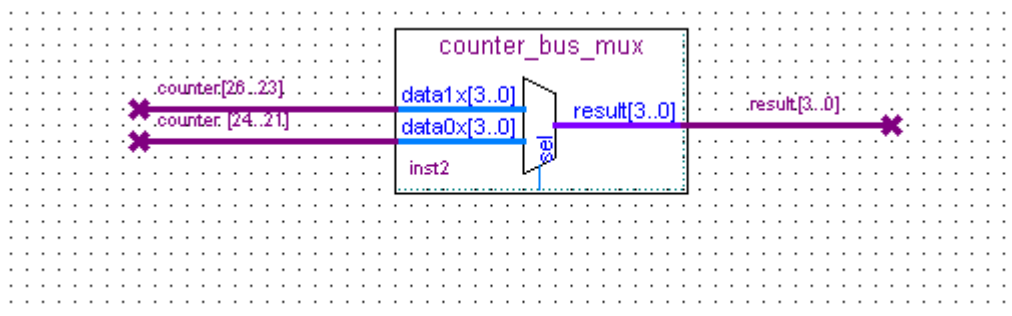 counter_bus_mux
counter[26..23]
data1x[3..0]
counter. [24..21]
data0x[3..0]
result[3..0]
result[3..0]
sel
inst2